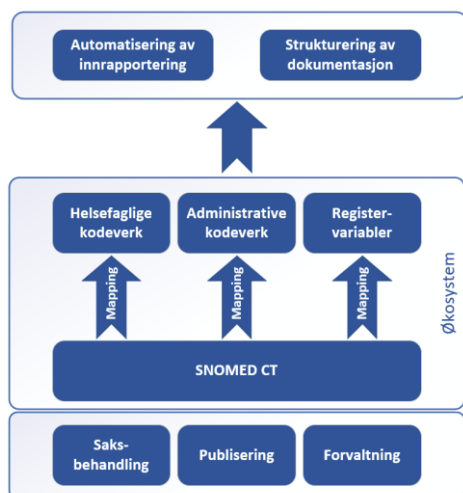 Automatisering av
innrapportering
Strukturering av
dokumentasjon
Helsefaglige
kodeverk
Administrative
kodeverk
Register-
variabler
Mapping
Mapping
Mapping
Økosystem
SNOMED CT
Saks-
behandling
Publisering
Forvaltning